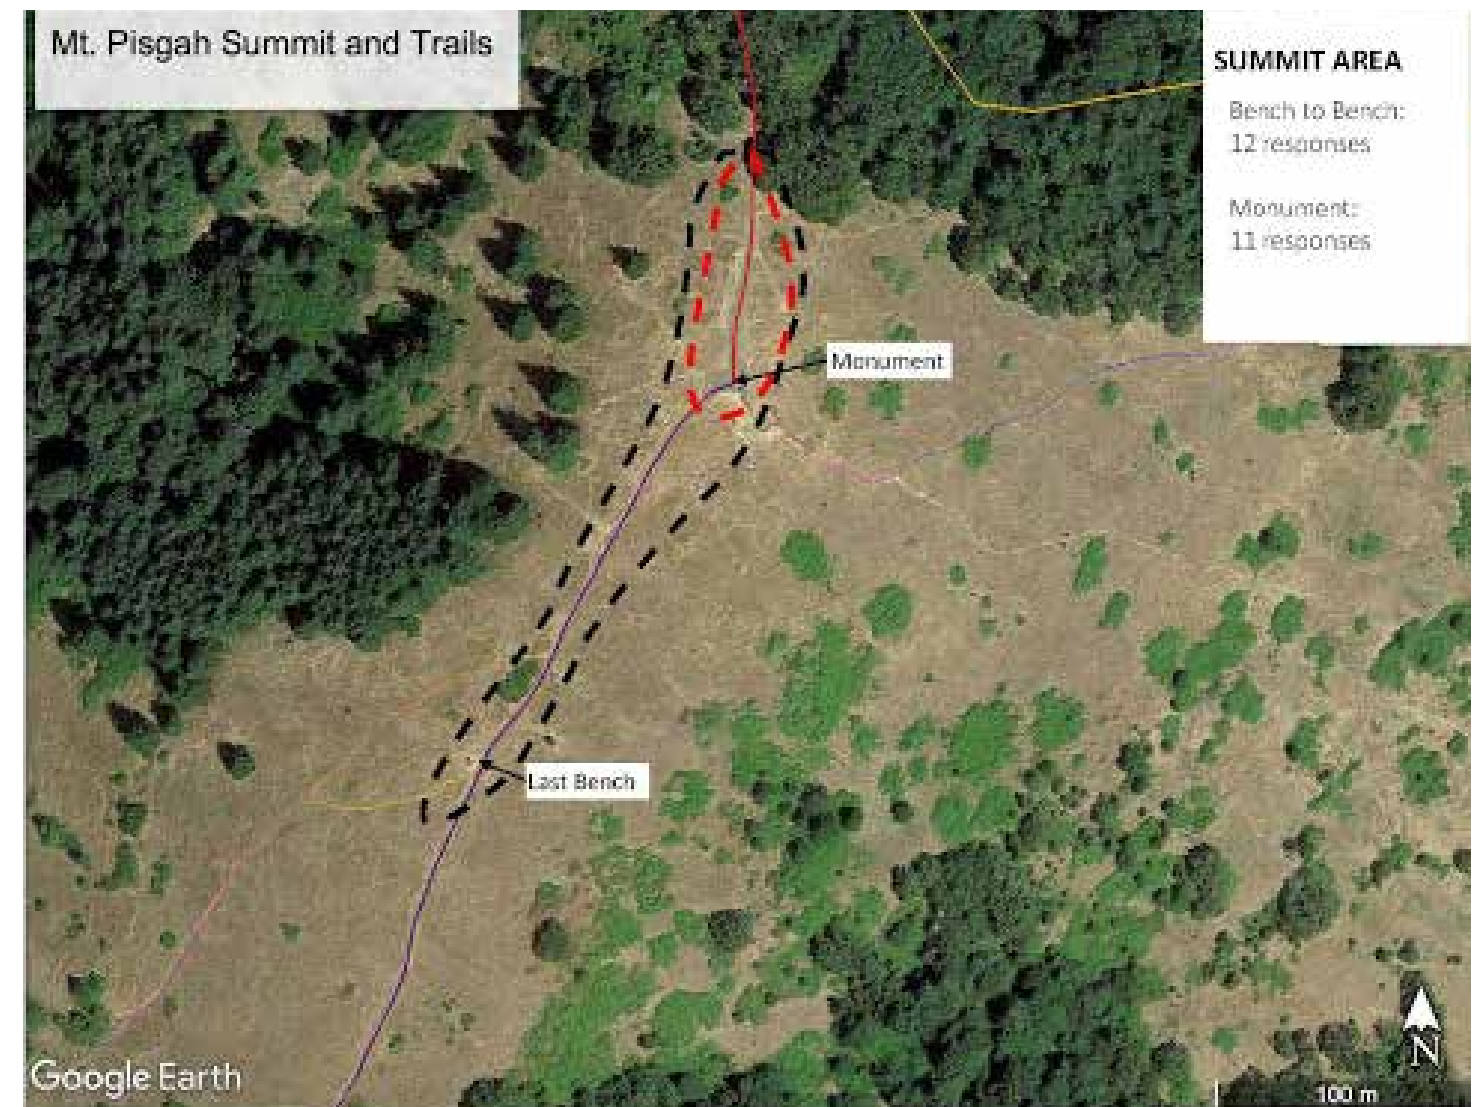 Mt. Pisgah Summit and Trails
SUMMIT AREA
Bench to Bench:
12 responses
Monument:
11 responses
Monument
Last Bench
Google Earth
N
100 m